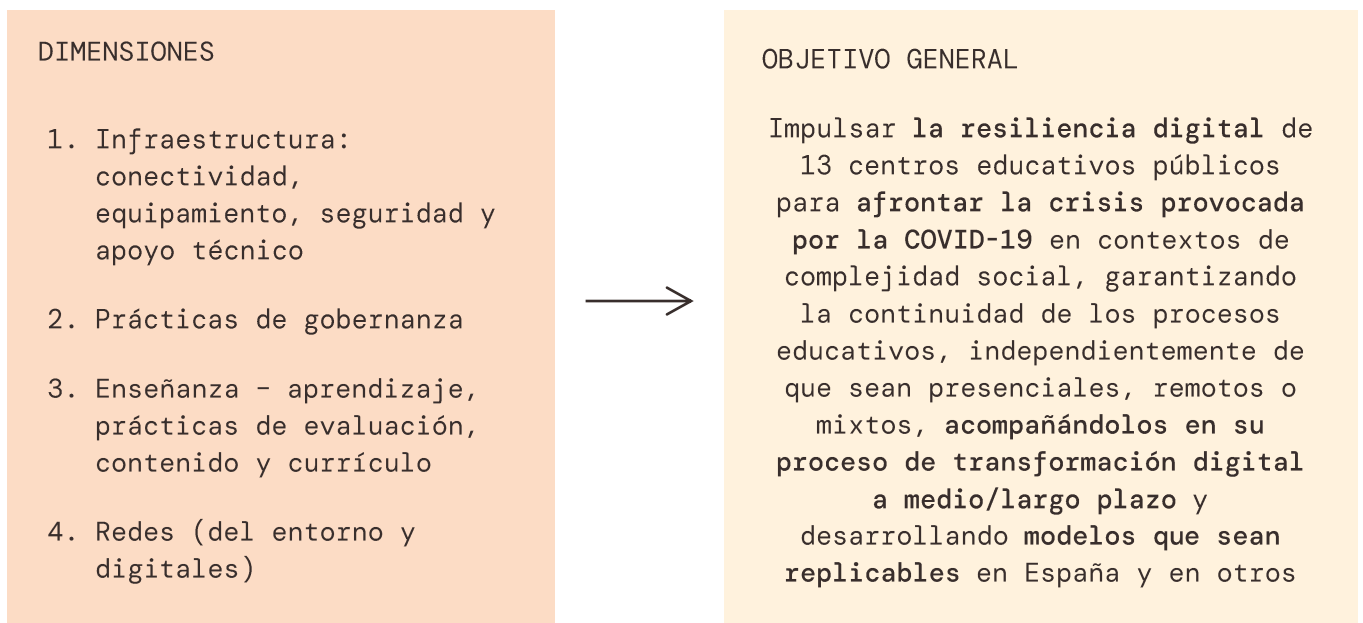 DIMENSIONES
1. Infraestructura:
conectividad,
equipamiento, seguridad y
apoyo técnico
2. Prácticas de gobernanza
3. Enseñanza – aprendizaje,
prácticas de evaluación,
contenido y currículo
4. Redes (del entorno y
digitales)
OBJETIVO GENERAL
Impulsar la resiliencia digital de
13 centros educativos públicos
para afrontar la crisis provocada
por la COVID-19 en contextos de
complejidad social, garantizando
la continuidad de los procesos
educativos, independientemente de
que sean presenciales, remotos o
mixtos, acompañándolos en su
proceso de transformación digital
a medio/largo plazo y
desarrollando modelos que sean
replicables en España y en otros